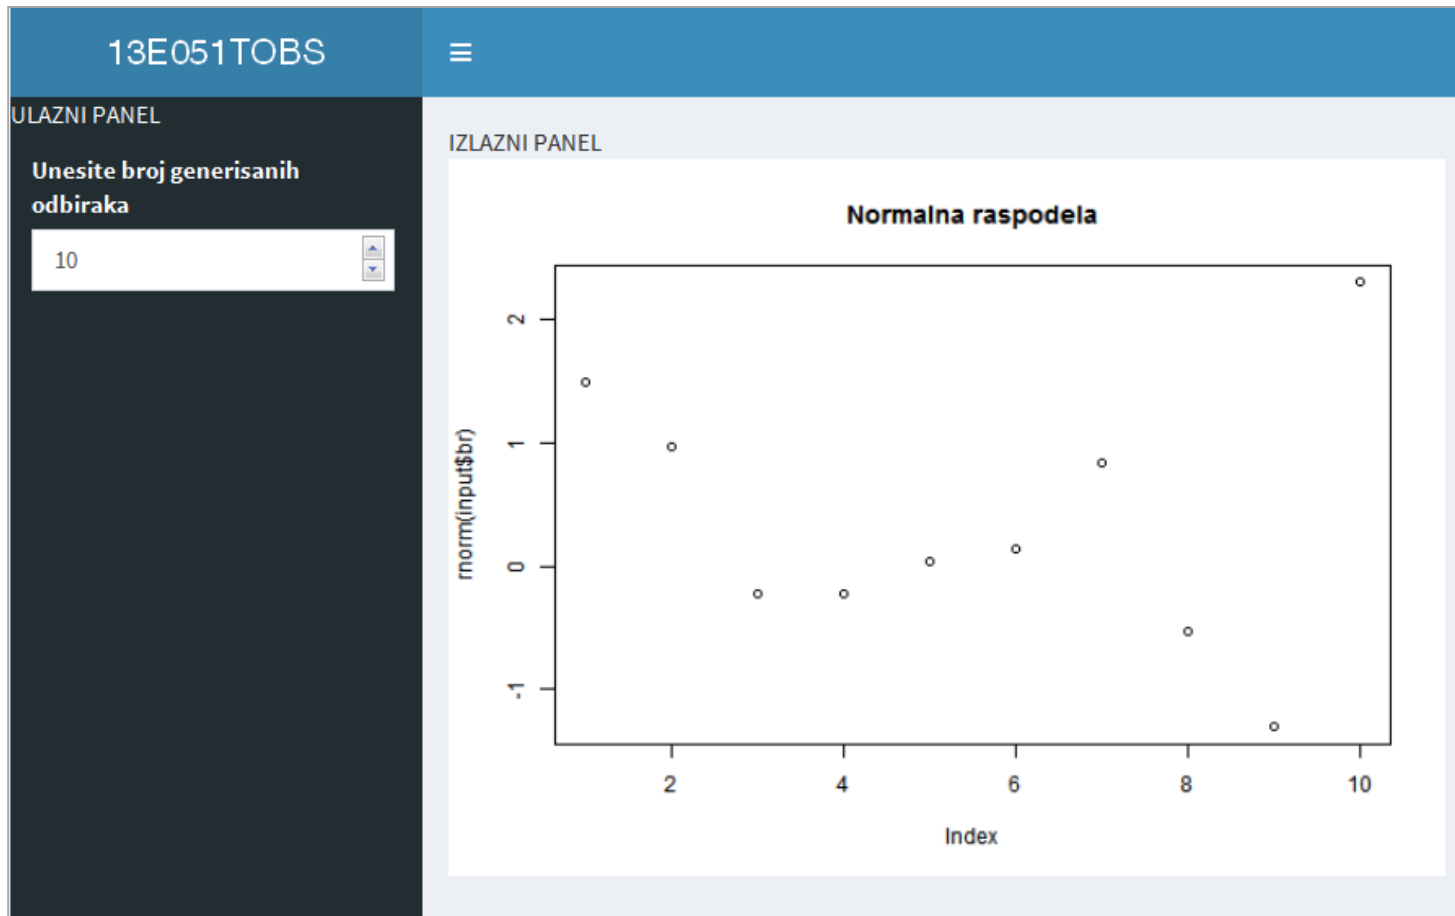 13E051TOBS
ULAZNI PANEL
Unesite broj generisanih
odbiraka
10
IZLAZNI PANEL
Normalna raspodela
2
1
0
-1
rnorm(input$br)
2 4 6 8 10
Index